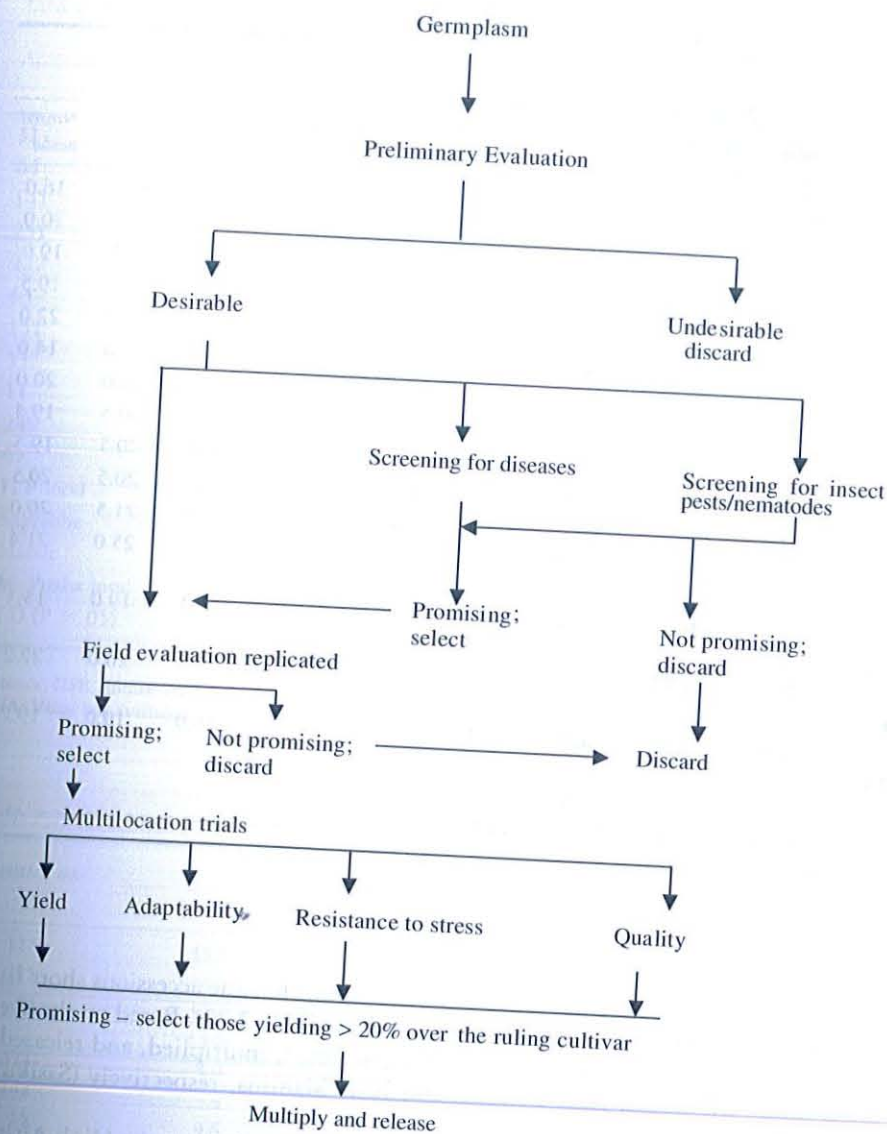 Germplasm
Preliminary Evaluation
Desirable
Undesirable
discard
Screening for diseases
Screening for insect
pests/nematodes
Promising;
select
Not promising;
discard
Field evaluation replicated
Promising;
select
Not promising;
discard
Discard
Multilocation trials
Yield
Adaptability
Resistance to stress
Quality
Promising – select those yielding > 20% over the ruling cultivar
Multiply and release